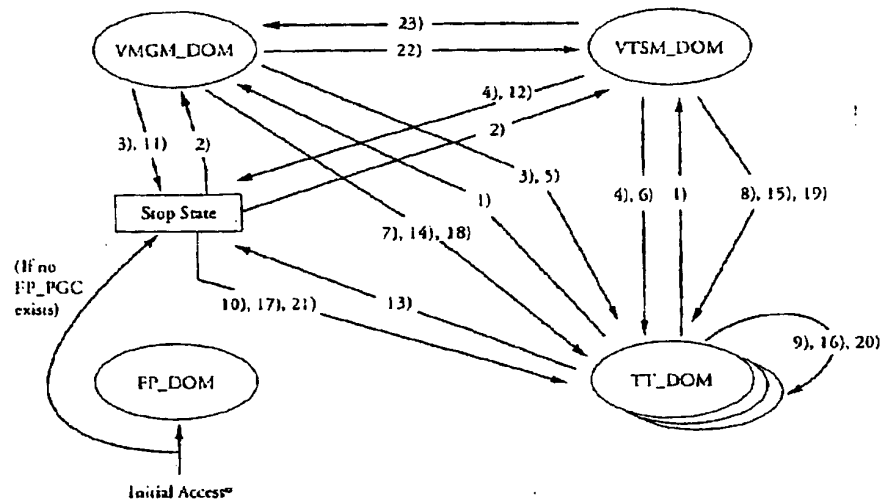 23)
VMGM_DOM
VTSM_DOM
22)
4), 12)
2)
3), 11)
2)
3), 5)
1)
4), 6)
1)
8), 15), 19)
Stop State
7), 14), 18)
(If no
FP_PGC
exists)
10), 17), 21)
13)
9), 16), 20)
FP_DOM
TT_DOM
Initial Access